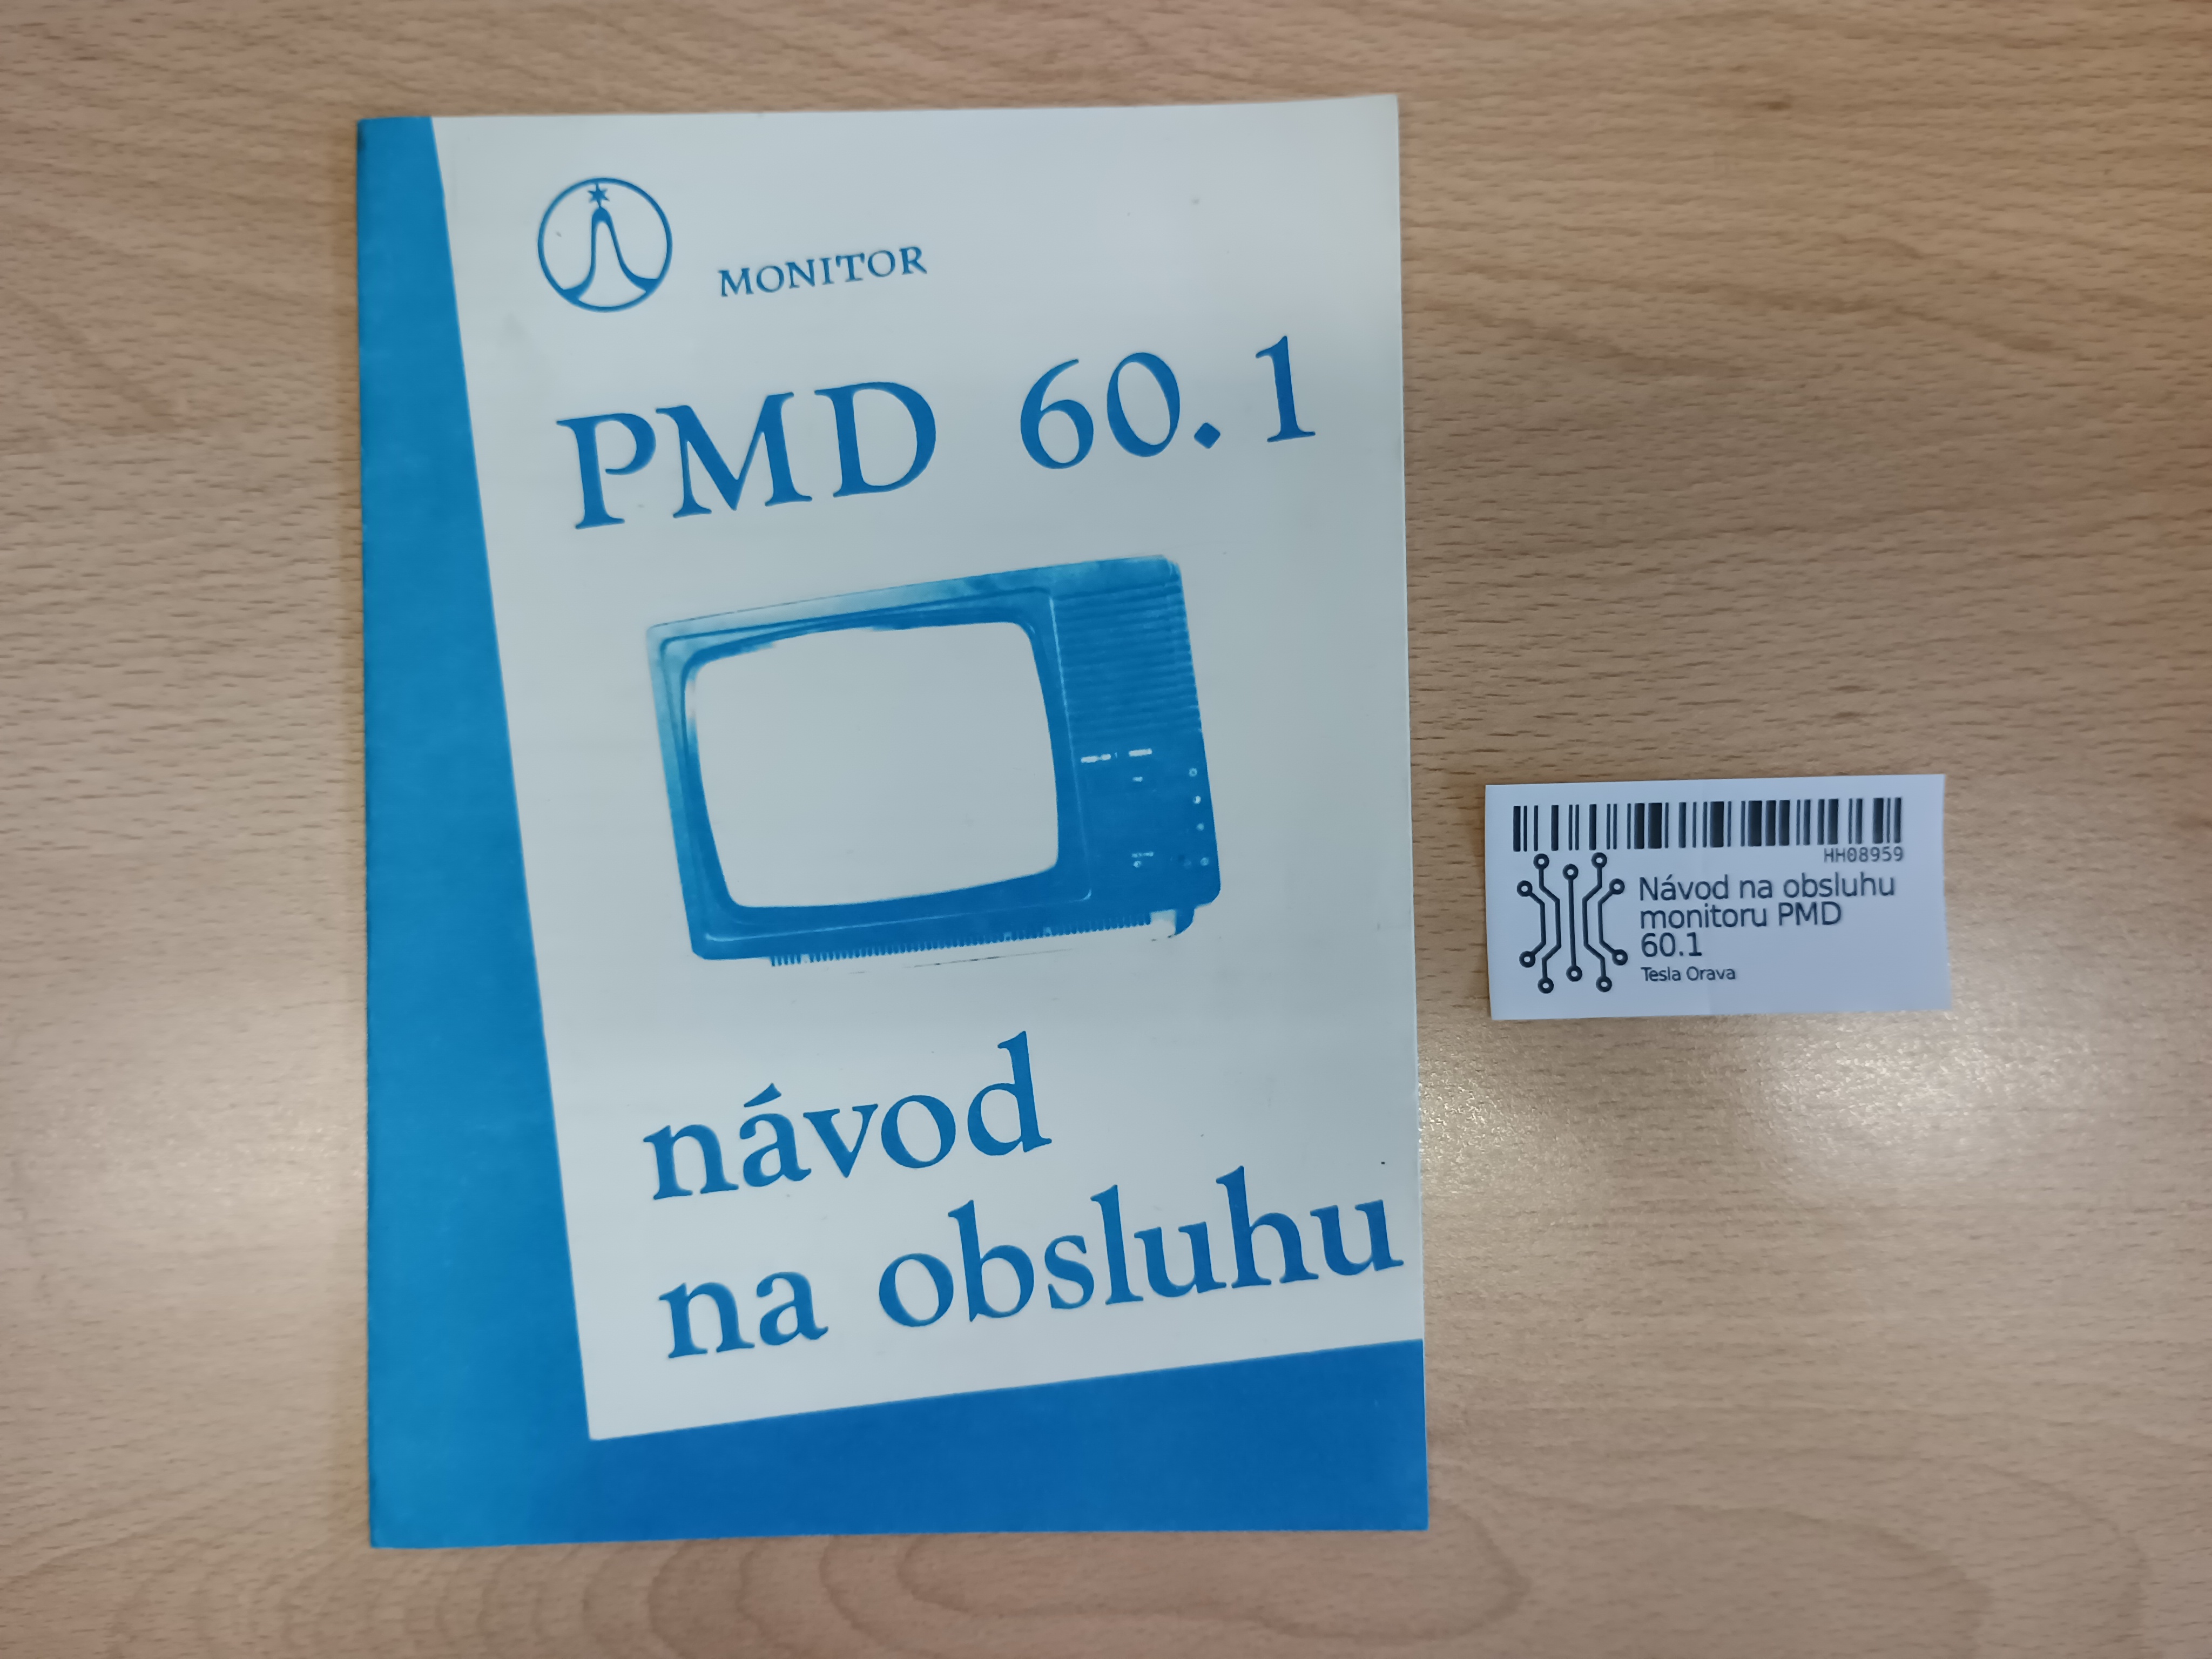 MONITOR
PMD 60.1
návod
na obsluhu
HH08959
Návod na obsluhu
monitoru PMD
60.1
Tesla Orava